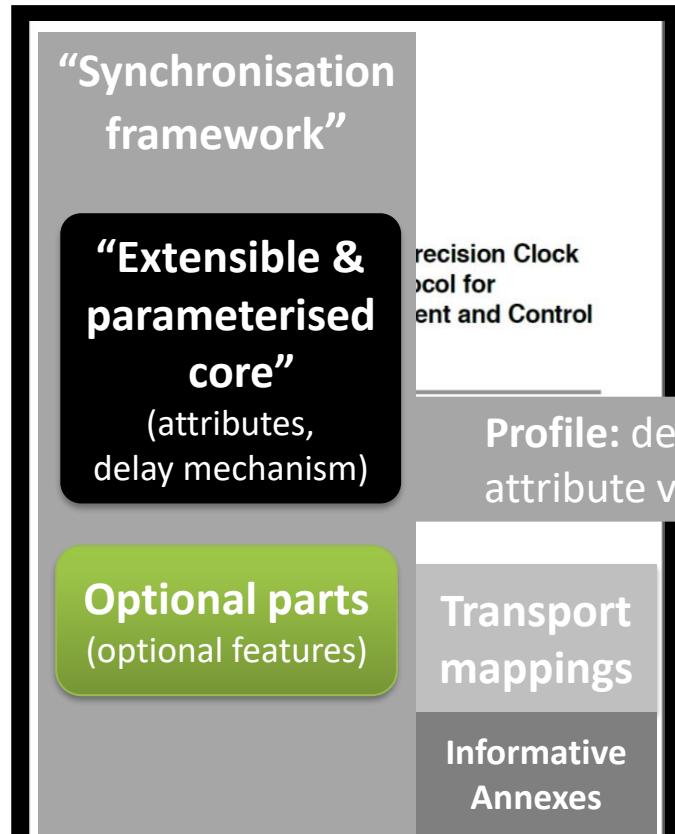 “Synchronisation
framework”
“Extensible &
parameterised
core”
(attributes,
delay mechanism)
recision Clock
ocol for
ent and Control
Profile: de
attribute v
Optional parts
(optional features)
Transport
mappings
Informative
Annexes